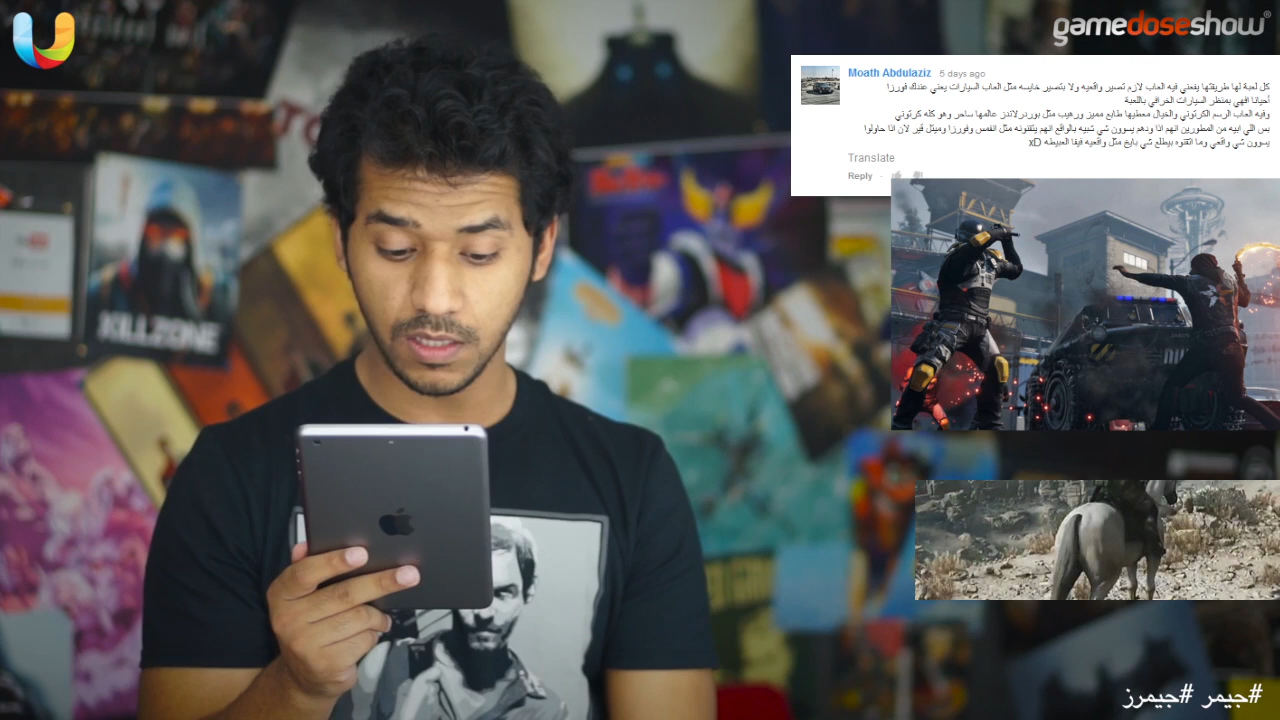 gamedoseshow®
Moath Abdulaziz 5 days ago
كل لعبة لها طريقتها يفعني فيه العاب لازم تصير واقعيه ولا بتصير خايسه مثل العاب السيارات يعني عندك فورزا
أحيانا افهي بمنظر السيارات الخرافي باللعبة
وفيه العاب الرسم الكرتوني والخيال معطيها طابع مميز ورهيب مثل بوردرلاندز عالمها ساحر وهو كله كرتوني
بس اللي ابيه من المطورين انهم اذا ودهم يسوون شي شبيه بالواقع انهم يتقنونه مثل انفمس وفورزا وميتل قير لان اذا حاولوا
يسوون شي واقعي وما اتقنوه بيطلع شي بايخ مثل واقعيه فيفا العبيطه xD
Translate
Reply
KILLZONE
#جيمر #جيمرز